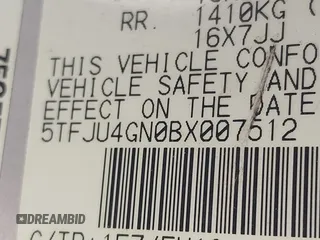 RR. 1410KG (
16X7JJ
THIS VEHICLE CONFO
VEHICLE SAFETY AND
EFFECT ON THE DATE
5TFJU4GN0BX007512
DREAMBID